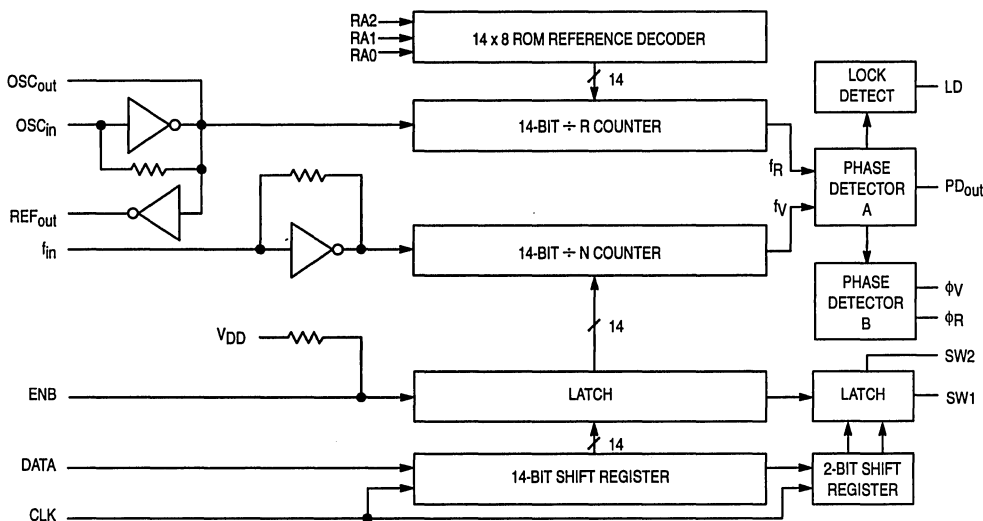 RA2
RA1
RA0
14 x 8 ROM REFERENCE DECODER
14
OSCout
OSCin
14-BIT ÷ R COUNTER
LOCK
DETECT
LD
fR
PHASE
DETECTOR
A
PDout
REFout
fin
fV
14-BIT ÷ N COUNTER
PHASE
DETECTOR
B
ϕV
ϕR
14
VDD
SW2
ENB
LATCH
LATCH
SW1
14
DATA
14-BIT SHIFT REGISTER
2-BIT SHIFT
REGISTER
CLK